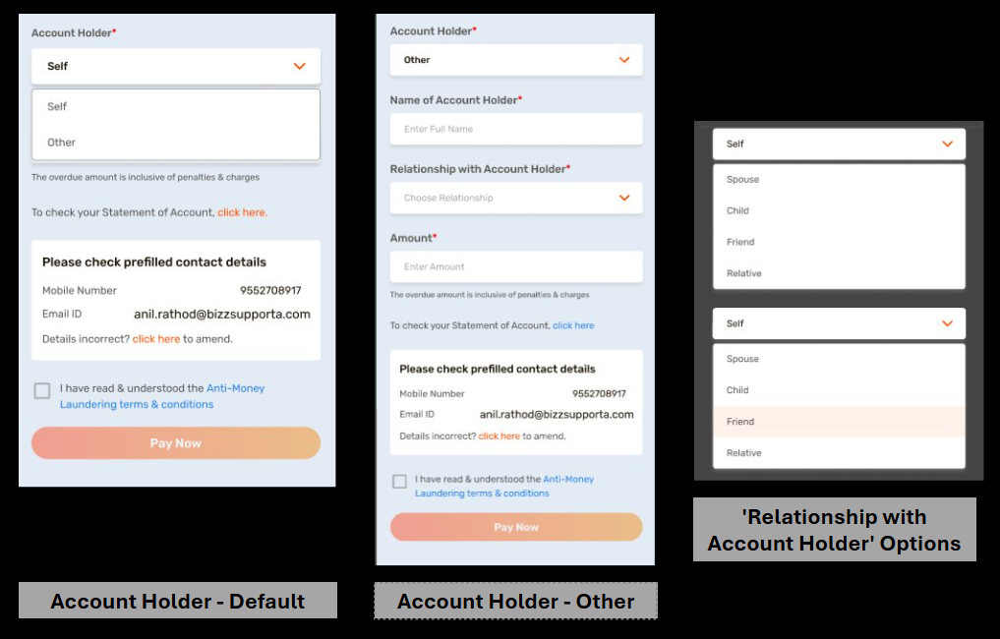 Account Holder*
Self
Self
Other
The overdue amount is inclusive of penalties & charges
To check your Statement of Account, click here.
Please check prefilled contact details
Mobile Number 9552708917
Email ID anil.rathod@bizzsupporta.com
Details incorrect? click here to amend.
I have read & understood the Anti-Money
Laundering terms & conditions
Pay Now
Account Holder - Default
Account Holder*
Other
Name of Account Holder*
Enter Full Name
Relationship with Account Holder*
Choose Relationship
Amount*
Enter Amount
The overdue amount is inclusive of penalties & charges
To check your Statement of Account, click here
Please check prefilled contact details
Mobile Number 9552708917
Email ID anil.rathod@bizzsupporta.com
Details incorrect? click here to amend.
I have read & understood the Anti-Money
Laundering terms & conditions
Pay Now
Account Holder - Other
Self
Spouse
Child
Friend
Relative
Self
Spouse
Child
Friend
Relative
'Relationship with
Account Holder' Options